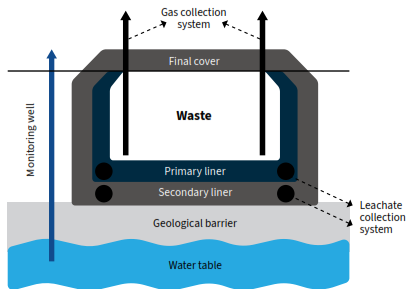 Gas collection
system
Final cover
Monitoring well
Waste
Primary liner
Secondary liner
Leachate
collection
system
Geological barrier
Water table